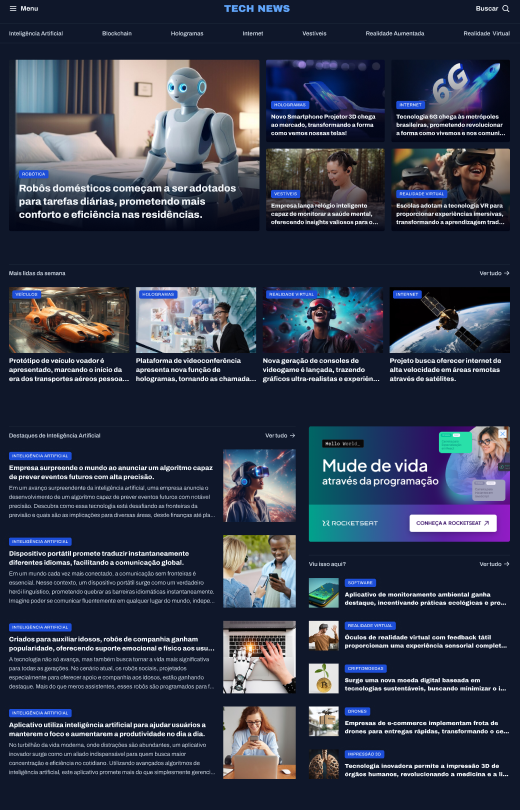 Menu
TECH NEWS
Buscar
Inteligência Artificial
Blockchain
Hologramas
Internet
Vestíveis
Realidade Aumentada
Realidade Virtual
ROBÓTICA
Robôs domésticos começam a ser adotados
para tarefas diárias, prometendo mais
conforto e eficiência nas residências.
HOLOGRAMAS
Novo Smartphone Projetor 3D chega
ao mercado, transformando a forma
como vemos nossas telas!
6G
INTERNET
Tecnologia 6G chega às metrópoles
brasileiras, prometendo revolucionar
a forma como vivemos e nos comuni...
VESTÍVEIS
Empresa lança relógio inteligente
capaz de monitorar a saúde mental,
oferecendo insights valiosos para o...
REALIDADE VIRTUAL
Escolas adotam a tecnologia VR para
proporcionar experiências imersivas,
transformando a aprendizagem trad...
Mais lidas da semana
Ver tudo
VEÍCULOS
Protótipo de veículo voador é
apresentado, marcando o início da
era dos transportes aéreos pessoa...
HOLOGRAMAS
Plataforma de videoconferência
apresenta nova função de
hologramas, tornando as chamada...
REALIDADE VIRTUAL
Nova geração de consoles de
videogame é lançada, trazendo
gráficos ultra-realistas e experiên...
INTERNET
Projeto busca oferecer internet de
alta velocidade em áreas remotas
através de satélites.
Destaques de Inteligência Artificial
Ver tudo
INTELIGÊNCIA ARTIFICIAL
Empresa surpreende o mundo ao anunciar um algoritmo capaz
de prever eventos futuros com alta precisão.
Em um avanço surpreendente da inteligência artificial, uma empresa anuncia o
desenvolvimento de um algoritmo capaz de prever eventos futuros com notável
precisão. Descubra como essa tecnologia está desafiando as fronteiras da
previsão e quais são as implicações para diversas áreas, desde finanças até pla...
INTELIGÊNCIA ARTIFICIAL
Dispositivo portátil promete traduzir instantaneamente
diferentes idiomas, facilitando a comunicação global.
Em um mundo cada vez mais conectado, a comunicação sem fronteiras é
essencial. Nesse contexto, um dispositivo portátil surge como um verdadeiro
herói linguístico, prometendo quebrar as barreiras idiomáticas instantaneamente.
Imagine poder se comunicar fluentemente em qualquer lugar do mundo, indepe...
INTELIGÊNCIA ARTIFICIAL
Criados para auxiliar idosos, robôs de companhia ganham
popularidade, oferecendo suporte emocional e físico aos usu...
A tecnologia não só avança, mas também busca tornar a vida mais significativa
para todas as gerações. No cenário atual, os robôs sociais, projetados
especialmente para oferecer apoio e companhia aos idosos, estão ganhando
destaque. Mais do que meros assistentes, esses robôs são programados para f...
INTELIGÊNCIA ARTIFICIAL
Aplicativo utiliza inteligência artificial para ajudar usuários a
manterem o foco e aumentarem a produtividade no dia a dia.
No turbilhão da vida moderna, onde distrações são abundantes, um aplicativo
inovador surge como um aliado indispensável para quem busca maior
concentração e eficiência no cotidiano. Utilizando avançados algoritmos de
inteligência artificial, este aplicativo promete mais do que simplesmente gerenci...
Hello World_
Mude de vida
através da programação
ROCKETSEAT
CONHEÇA A ROCKETSEAT
Viu isso aqui?
Ver tudo
SOFTWARE
Aplicativo de monitoramento ambiental ganha
destaque, incentivando práticas ecológicas e pro...
REALIDADE VIRTUAL
Óculos de realidade virtual com feedback tátil
proporcionam uma experiência sensorial complet...
CRIPTOMOEDAS
Surge uma nova moeda digital baseada em
tecnologias sustentáveis, buscando minimizar o i...
DRONES
Empresas de e-commerce implementam frota de
drones para entregas rápidas, transformando o ce...
IMPRESSÃO 3D
Tecnologia inovadora permite a impressão 3D de
órgãos humanos, revolucionando a medicina e a li...